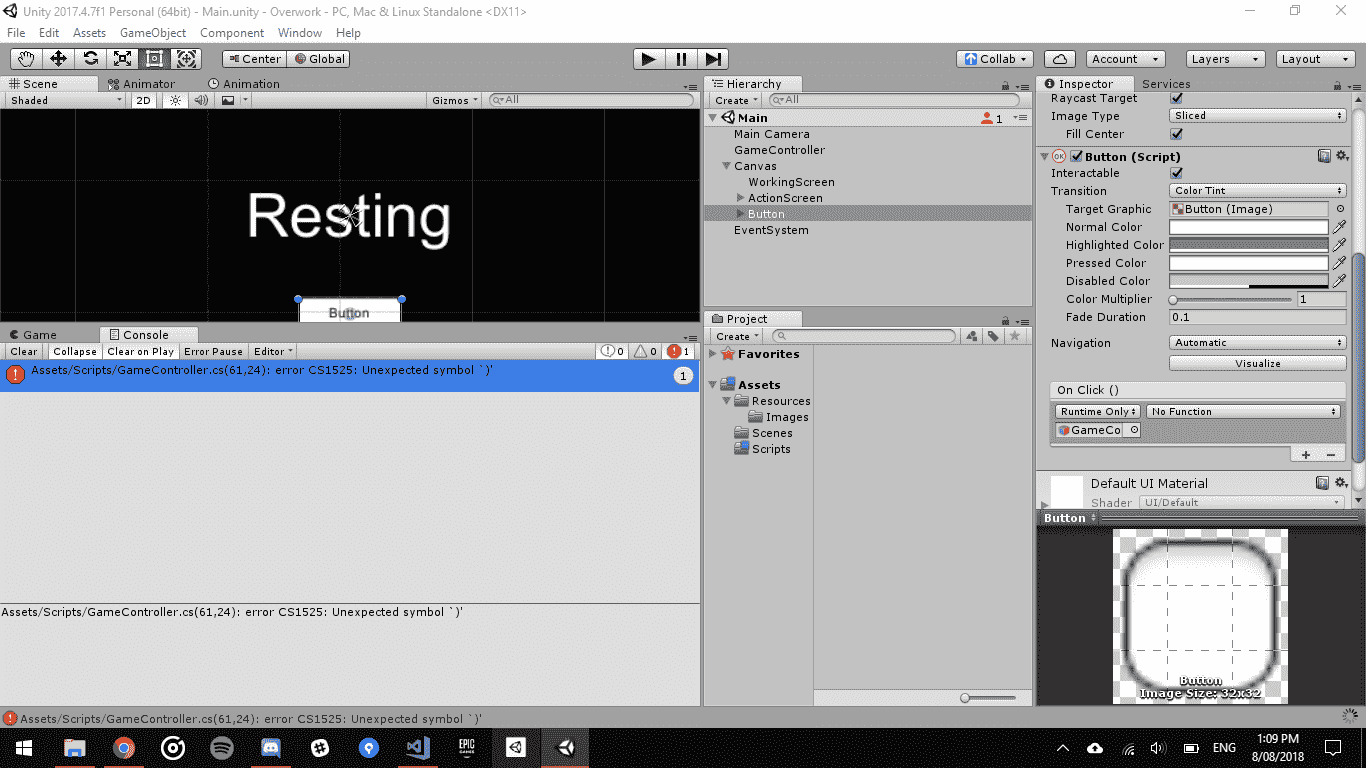 Unity 2017.4.7f1 Personal (64bit) - Main.unity - Overwork - PC, Mac & Linux Standalone <DX11>
File Edit Assets GameObject Component Window Help
Center Global Collab Account Layers Layout
Scene Animator Animation
Shaded 2D Gizmos All
Resting
Button
Game Console
Clear Collapse Clear on Play Error Pause Editor 0 0 1
Assets/Scripts/GameController.cs(61,24): error CS1525: Unexpected symbol `)'
1
Assets/Scripts/GameController.cs(61,24): error CS1525: Unexpected symbol `)'
Assets/Scripts/GameController.cs(61,24): error CS1525: Unexpected symbol `)'
Hierarchy
Create All
Main 1
Main Camera
GameController
Canvas
WorkingScreen
ActionScreen
Button
EventSystem
Project
Create
Favorites
Assets
Resources
Images
Scenes
Scripts
Inspector Services
Raycast Target
Image Type Sliced
Fill Center
Button (Script)
OK
Interactable
Transition Color Tint
Target Graphic Button (Image)
Normal Color
Highlighted Color
Pressed Color
Disabled Color
Color Multiplier 1
Fade Duration 0.1
Navigation Automatic
Visualize
On Click ()
Runtime Only No Function
GameCo
+ −
Default UI Material
Shader UI/Default
Button
Button
Image Size: 32x32
EPIC
GAMES
ENG
1:09 PM
8/08/2018